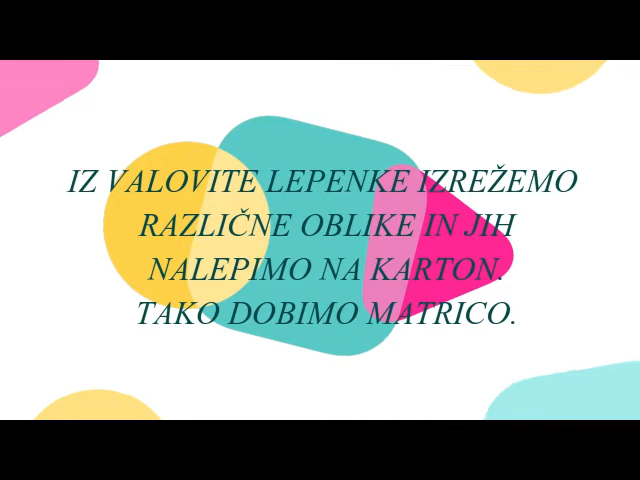 IZ VALOVITE LEPENKE IZREŽEMO
RAZLIČNE OBLIKE IN JIH
NALEPIMO NA KARTON.
TAKO DOBIMO MATRICO.